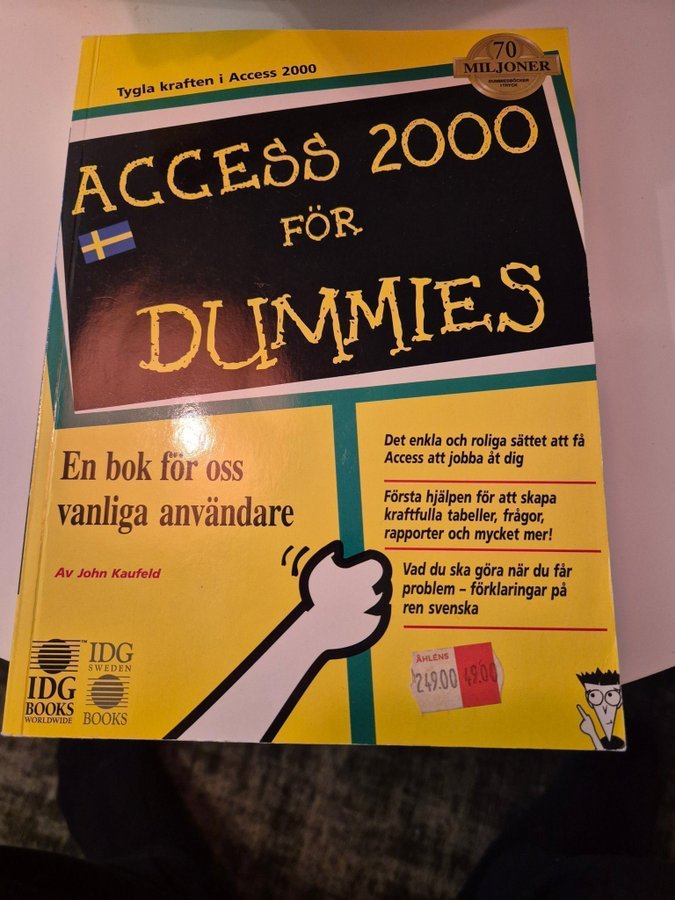 Tygla kraften i Access 2000
70
MILJONER
DUMMIESBÖCKER
I TRYCK
ACCESS 2000
FÖR
DUMMIES
En bok för oss
vanliga användare
Av John Kaufeld
Det enkla och roliga sättet att få
Access att jobba åt dig
Första hjälpen för att skapa
kraftfulla tabeller, frågor,
rapporter och mycket mer!
Vad du ska göra när du får
problem – förklaringar på
ren svenska
ÅHLÉNS
249.00 49.00
TM
IDG
BOOKS
WORLDWIDE
IDG
SWEDEN
BOOKS